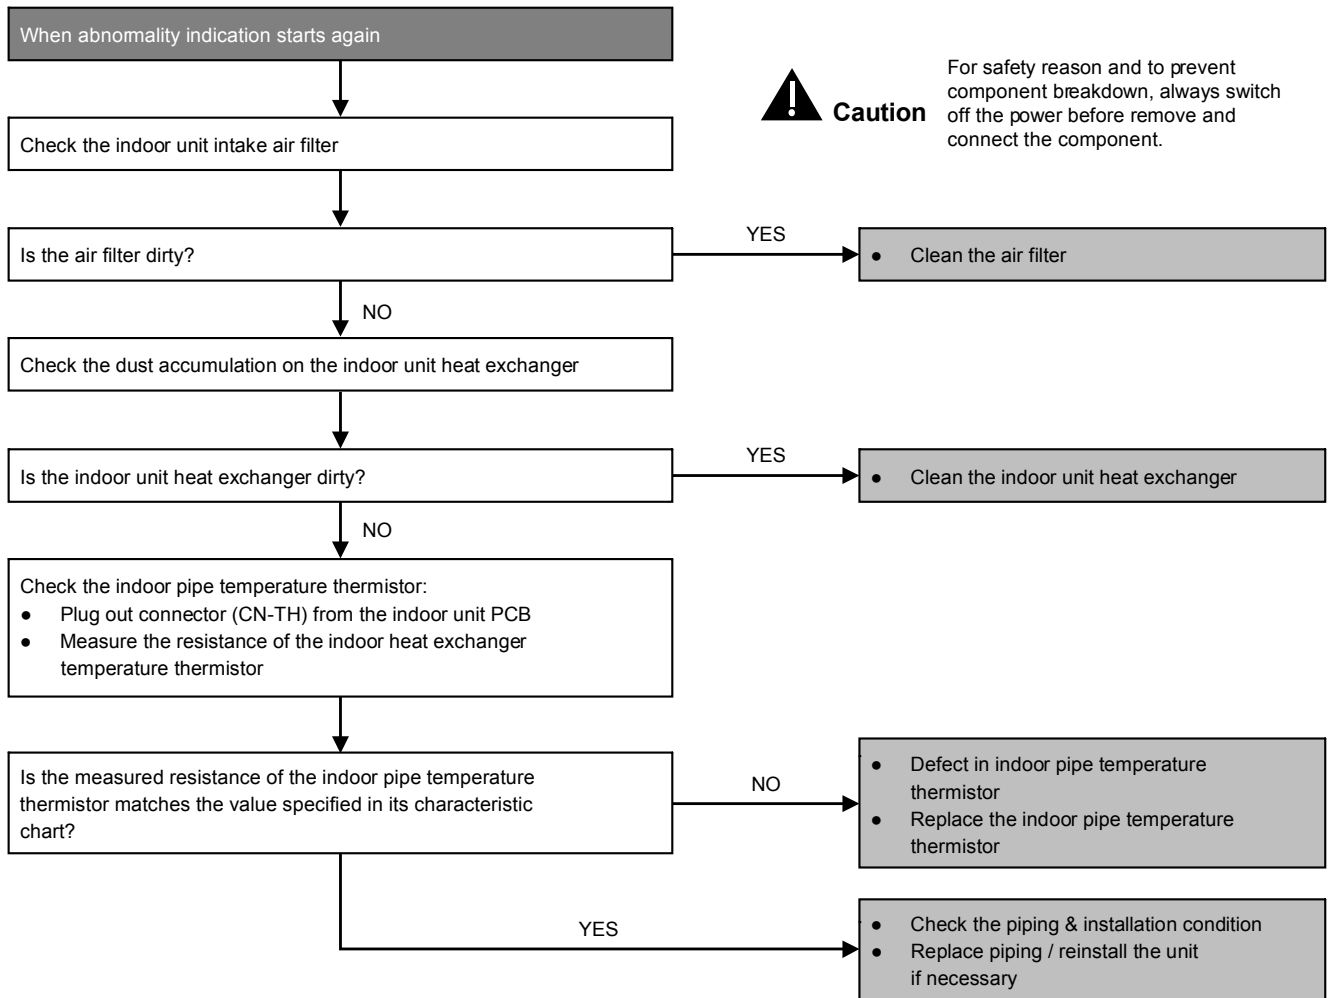 When abnormality indication starts again
Caution
For safety reason and to prevent
component breakdown, always switch
off the power before remove and
connect the component.
Check the indoor unit intake air filter
Is the air filter dirty?
YES
● Clean the air filter
NO
Check the dust accumulation on the indoor unit heat exchanger
Is the indoor unit heat exchanger dirty?
YES
● Clean the indoor unit heat exchanger
NO
Check the indoor pipe temperature thermistor:
● Plug out connector (CN-TH) from the indoor unit PCB
● Measure the resistance of the indoor heat exchanger
temperature thermistor
Is the measured resistance of the indoor pipe temperature
thermistor matches the value specified in its characteristic
chart?
NO
● Defect in indoor pipe temperature
thermistor
● Replace the indoor pipe temperature
thermistor
YES
● Check the piping & installation condition
● Replace piping / reinstall the unit
if necessary